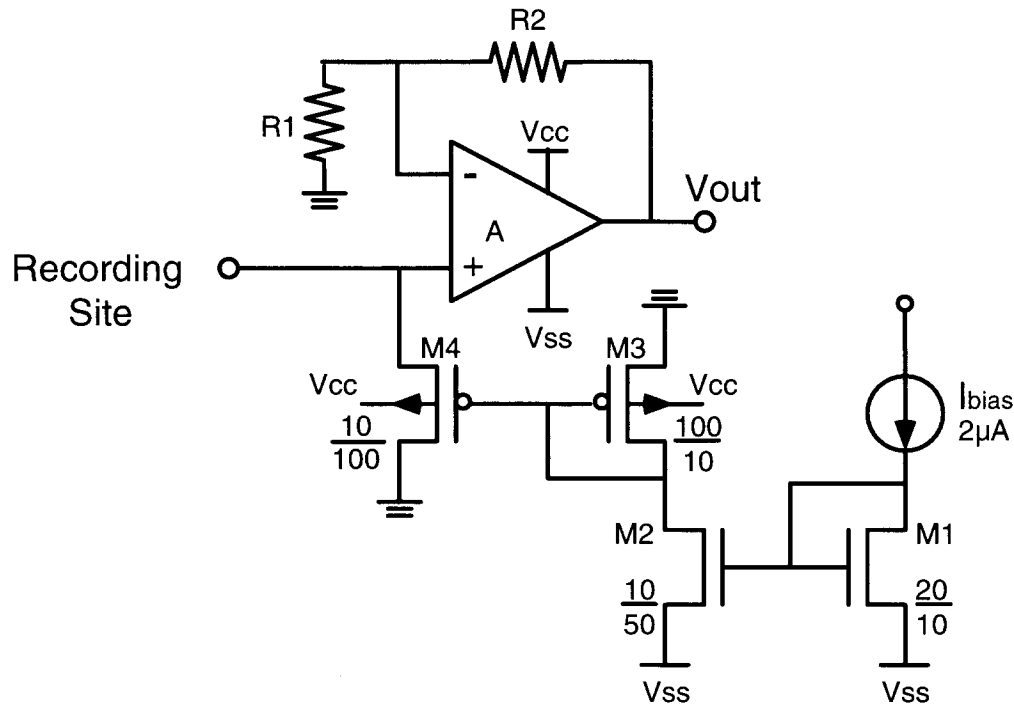 R2
R1
Vcc
-
A
+
Vout
Recording
Site
Vss
M4
M3
Vcc
Vcc
10
100
100
10
Ibias
2µA
M2
M1
10
50
20
10
Vss
Vss